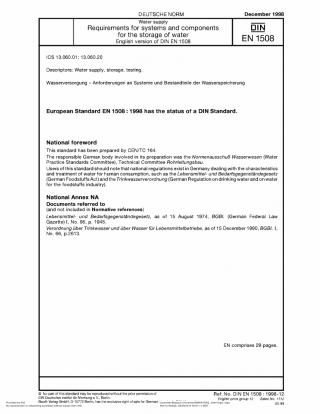 DEUTSCHE NORM
December 1998
Water supply
Requirements for systems and components
for the storage of water
English version of DIN EN 1508
DIN
EN 1508
ICS 13.060.01; 13.060.20
Descriptors: Water supply, storage, testing.
Wasserversorgung – Anforderungen an Systeme und Bestandteile der Wasserspeicherung
European Standard EN 1508 : 1998 has the status of a DIN Standard.
National foreword
This standard has been prepared by CEN/TC 164.
The responsible German body involved in its preparation was the Normenausschuß Wasserwesen (Water
Practice Standards Committee), Technical Committee Rohrleitungsbau.
Users of this standard should note that national regulations exist in Germany dealing with the characteristics
and treatment of water for human consumption, such as the Lebensmittel- und Bedarfsgegenständegesetz
(German Foodstuffs Act) and the Trinkwasserverordnung (German Regulation on drinking water and on water
for the foodstuffs industry).
National Annex NA
Documents referred to
(and not included in Normative references)
Lebensmittel- und Bedarfsgegenständegesetz, as of 15 August 1974, BGBl. (German Federal Law
Gazette) I, No. 95, p. 1945.
Verordnung über Trinkwasser und über Wasser für Lebensmittelbetriebe, as of 15 December 1990, BGBl. I,
No. 66, p.2613.
EN comprises 29 pages.
© No part of this standard may be reproduced without the prior permission of
DIN Deutsches Institut für Normung e.V., Berlin.
Beuth Verlag GmbH, D-10772 Berlin, has the exclusive right of sale for German
Ref. No. DIN EN 1508 : 1998-12
English price group 12 Sales No. 1112